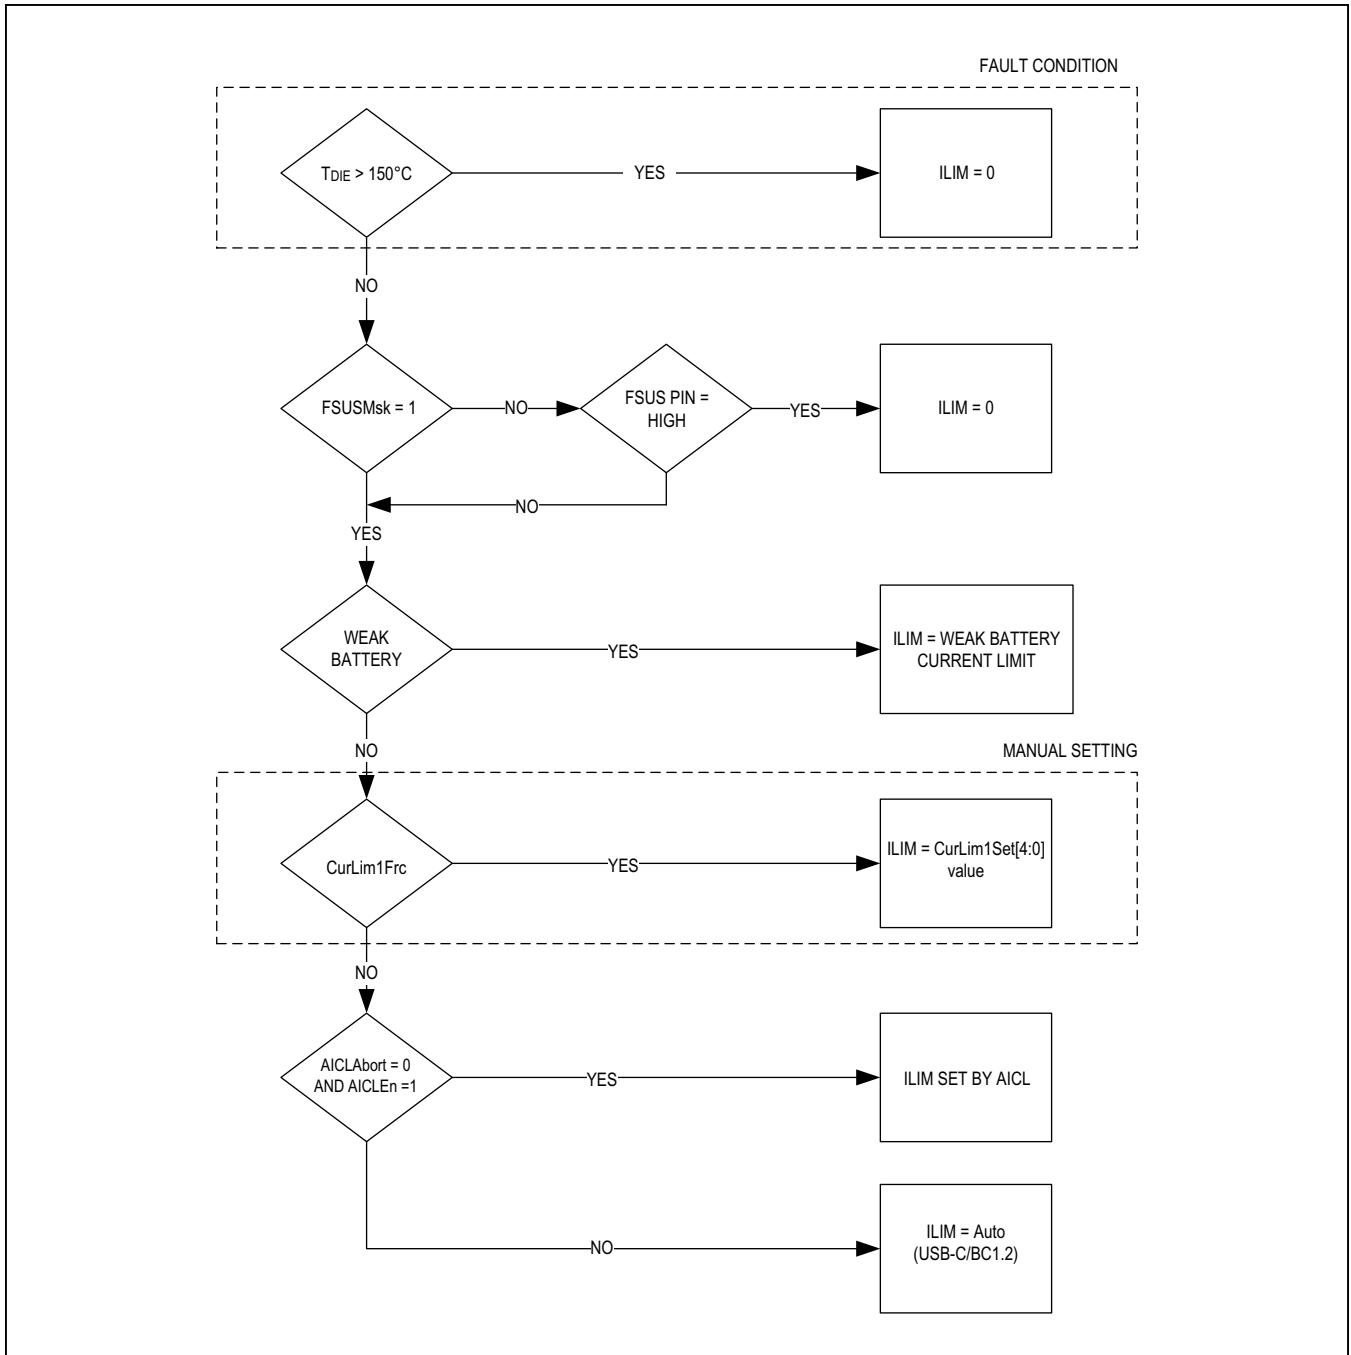 FAULT CONDITION
TDIE > 150°C
YES
ILIM = 0
NO
FSUSMsk = 1
NO
FSUS PIN =
HIGH
YES
ILIM = 0
NO
YES
WEAK
BATTERY
YES
ILIM = WEAK BATTERY
CURRENT LIMIT
NO
MANUAL SETTING
CurLim1Frc
YES
ILIM = CurLim1Set[4:0]
value
NO
AICLAbort = 0
AND AICLEn =1
YES
ILIM SET BY AICL
NO
ILIM = Auto
(USB-C/BC1.2)